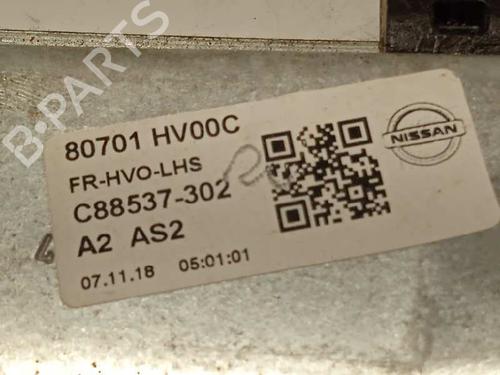 80701 HV00C
FR-HVO-LHS
C88537-302
A2 AS2
07.11.18 05:01:01
NISSAN
B-PARTS